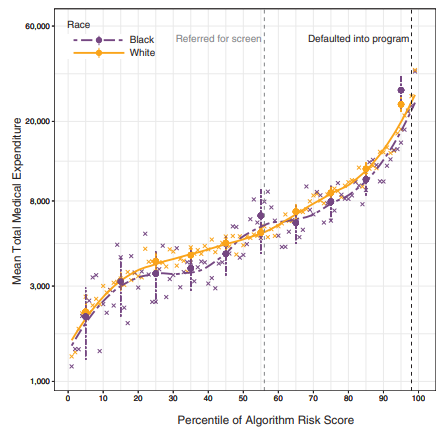 60,000
20,000
8,000
3,000
1,000
Mean Total Medical Expenditure
Race
Black
White
Referred for screen
Defaulted into program
0 10 20 30 40 50 60 70 80 90 100
Percentile of Algorithm Risk Score